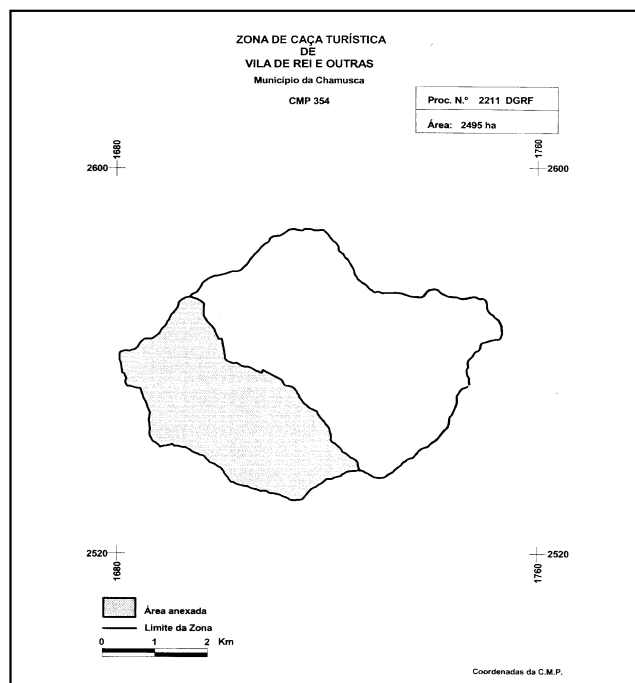 ZONA DE CAÇA TURÍSTICA
DE
VILA DE REI E OUTRAS
Município da Chamusca
CMP 354
Proc. N.º 2211 DGRF
Área: 2495 ha
1680
1760
2600
2600
2520
2520
1680
1760
Área anexada
Limite da Zona
0 1 2 Km
Coordenadas da C.M.P.